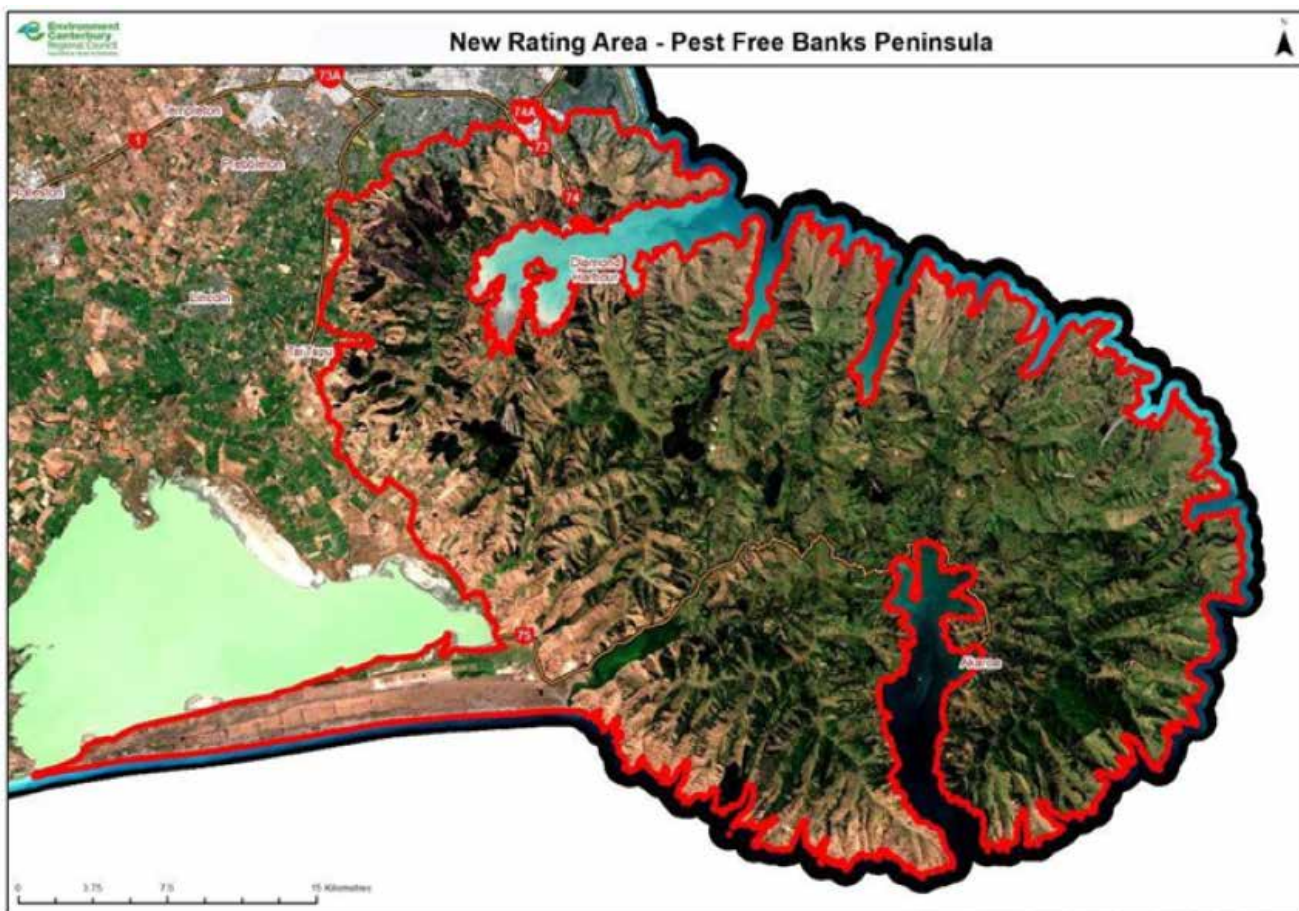 Environment
Canterbury
Regional Council
New Rating Area - Pest Free Banks Peninsula
N
73A
Templeton
74A
1
73
Prebbleton
74
Diamond
Harbour
Lincoln
Tai Tapu
75
Akaroa
0 3.75 7.5 15 Kilometres